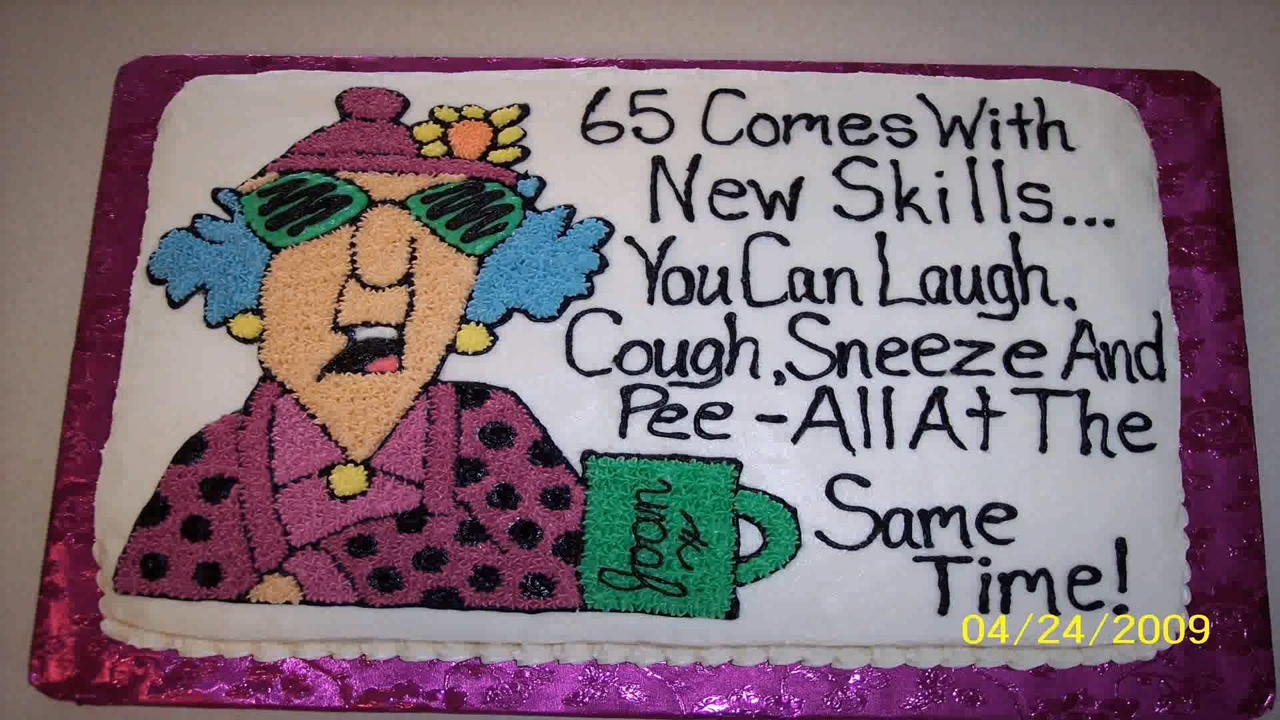 65 Comes With
New Skills...
You Can Laugh,
Cough, Sneeze And
Pee - All At The
Same
Time!
Joan
04/24/2009